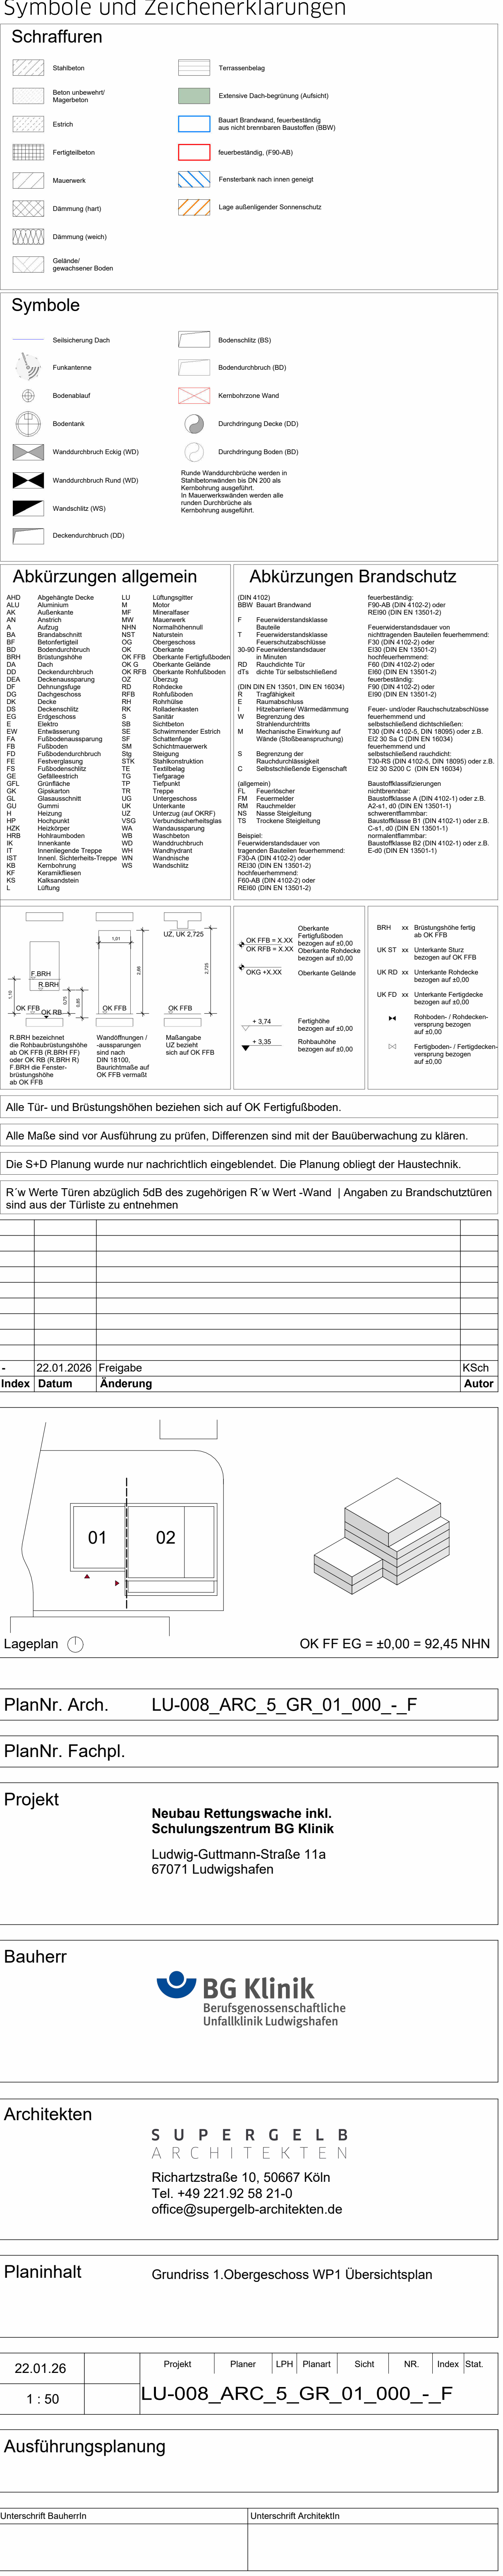 Symbole und Zeichenerklärungen
Schraffuren
Stahlbeton
Beton unbewehrt/
Magerbeton
Estrich
Fertigteilbeton
Mauerwerk
Dämmung (hart)
Dämmung (weich)
Gelände/
gewachsener Boden
Terrassenbelag
Extensive Dach-begrünung (Aufsicht)
Bauart Brandwand, feuerbeständig
aus nicht brennbaren Baustoffen (BBW)
feuerbeständig, (F90-AB)
Fensterbank nach innen geneigt
Lage außenligender Sonnenschutz
Symbole
Seilsicherung Dach
Funkantenne
Bodenablauf
Bodentank
Wanddurchbruch Eckig (WD)
Wanddurchbruch Rund (WD)
Wandschlitz (WS)
Deckendurchbruch (DD)
Bodenschlitz (BS)
Bodendurchbruch (BD)
Kernbohrzone Wand
Durchdringung Decke (DD)
Durchdringung Boden (BD)
Runde Wanddurchbrüche werden in
Stahlbetonwänden bis DN 200 als
Kernbohrung ausgeführt.
In Mauerwerkswänden werden alle
runden Durchbrüche als
Kernbohrung ausgeführt.
Abkürzungen allgemein
AHD Abgehängte Decke
ALU Aluminium
AK Außenkante
AN Anstrich
A Aufzug
BA Brandabschnitt
BF Betonfertigteil
BD Bodendurchbruch
BRH Brüstungshöhe
DA Dach
DD Deckendurchbruch
DEA Deckenaussparung
DF Dehnungsfuge
DG Dachgeschoss
DK Decke
DS Deckenschlitz
EG Erdgeschoss
E Elektro
EW Entwässerung
FA Fußbodenaussparung
FB Fußboden
FD Fußbodendurchbruch
FE Festverglasung
FS Fußbodenschlitz
GE Gefälleestrich
GFL Grünfläche
GK Gipskarton
GL Glasausschnitt
GU Gummi
H Heizung
HP Hochpunkt
HZK Heizkörper
HRB Hohlraumboden
IK Innenkante
IT Innenliegende Treppe
IST Innenl. Sicherheits-Treppe
KB Kernbohrung
KF Keramikfliesen
KS Kalksandstein
L Lüftung
LU Lüftungsgitter
M Motor
MF Mineralfaser
MW Mauerwerk
NHN Normalhöhennull
NST Naturstein
OG Obergeschoss
OK Oberkante
OK FFB Oberkante Fertigfußboden
OK G Oberkante Gelände
OK RFB Oberkante Rohfußboden
OZ Überzug
RD Rohdecke
RFB Rohfußboden
RH Rohrhülse
RK Rolladenkasten
S Sanitär
SB Sichtbeton
SE Schwimmender Estrich
SF Schattenfuge
SM Schichtmauerwerk
Stg Steigung
STK Stahlkonstruktion
TE Textilbelag
TG Tiefgarage
TP Tiefpunkt
TR Treppe
UG Untergeschoss
UK Unterkante
UZ Unterzug (auf OKRF)
VSG Verbundsicherheitsglas
WA Wandaussparung
WB Waschbeton
WD Wanddruchbruch
WH Wandhydrant
WN Wandnische
WS Wandschlitz
Abkürzungen Brandschutz
(DIN 4102)
BBW Bauart Brandwand
F Feuerwiderstandsklasse
Bauteile
T Feuerwiderstandsklasse
Feuerschutzabschlüsse
30-90 Feuerwiderstandsdauer
in Minuten
RD Rauchdichte Tür
dTs dichte Tür selbstschließend
(DIN DIN EN 13501, DIN EN 16034)
R Tragfähigkeit
E Raumabschluss
I Hitzebarriere/ Wärmedämmung
W Begrenzung des
Strahlendurchtritts
M Mechanische Einwirkung auf
Wände (Stoßbeanspruchung)
S Begrenzung der
Rauchdurchlässigkeit
C Selbstschließende Eigenschaft
(allgemein)
FL Feuerlöscher
FM Feuermelder
RM Rauchmelder
NS Nasse Steigleitung
TS Trockene Steigleitung
Beispiel:
Feuerwiderstandsdauer von
tragenden Bauteilen feuerhemmend:
F30-A (DIN 4102-2) oder
REI30 (DIN EN 13501-2)
hochfeuerhemmend:
F60-AB (DIN 4102-2) oder
REI60 (DIN EN 13501-2)
feuerbeständig:
F90-AB (DIN 4102-2) oder
REI90 (DIN EN 13501-2)
Feuerwiderstandsdauer von
nichttragenden Bauteilen feuerhemmend:
F30 (DIN 4102-2) oder
EI30 (DIN EN 13501-2)
hochfeuerhemmend:
F60 (DIN 4102-2) oder
EI60 (DIN EN 13501-2)
feuerbeständig:
F90 (DIN 4102-2) oder
EI90 (DIN EN 13501-2)
Feuer- und/oder Rauchschutzabschlüsse
feuerhemmend und
selbstschließend dichtschließen:
T30 (DIN 4102-5, DIN 18095) oder z.B.
EI2 30 Sa C (DIN EN 16034)
feuerhemmend und
selbstschließend rauchdicht:
T30-RS (DIN 4102-5, DIN 18095) oder z.B.
EI2 30 S200 C (DIN EN 16034)
Baustoffklassifizierungen
nichtbrennbar:
Baustoffklasse A (DIN 4102-1) oder z.B.
A2-s1, d0 (DIN EN 13501-1)
schwerentflammbar:
Baustoffklasse B1 (DIN 4102-1) oder z.B.
C-s1, d0 (DIN EN 13501-1)
normalentflammbar:
Baustoffklasse B2 (DIN 4102-1) oder z.B.
E-d0 (DIN EN 13501-1)
F.BRH
R.BRH
OK FFB
OK RB
1,10
0,75
0,80
1,01
2,66
OK FFB
UZ, UK 2,725
2,725
OK FFB
R.BRH bezeichnet
die Rohbaubrüstungshöhe
ab OK FFB (R.BRH FF)
oder OK RB (R.BRH R)
F.BRH die Fenster-
brüstungshöhe
ab OK FFB
Wandöffnungen /
-aussparungen
sind nach
DIN 18100,
Baurichtmaße auf
OK FFB vermaßt
Maßangabe
UZ bezieht
sich auf OK FFB
OK FFB = X.XX
OK RFB = X.XX
OKG +X.XX
Oberkante
Fertigfußboden
bezogen auf ±0,00
Oberkante Rohdecke
bezogen auf ±0,00
Oberkante Gelände
+ 3,74
Fertighöhe
bezogen auf ±0,00
+ 3,35
Rohbauhöhe
bezogen auf ±0,00
BRH xx Brüstungshöhe fertig
ab OK FFB
UK ST xx Unterkante Sturz
bezogen auf OK FFB
UK RD xx Unterkante Rohdecke
bezogen auf ±0,00
UK FD xx Unterkante Fertigdecke
bezogen auf ±0,00
Rohboden- / Rohdecken-
versprung bezogen
auf ±0,00
Fertigboden- / Fertigdecken-
versprung bezogen
auf ±0,00
Alle Tür- und Brüstungshöhen beziehen sich auf OK Fertigfußboden.
Alle Maße sind vor Ausführung zu prüfen, Differenzen sind mit der Bauüberwachung zu klären.
Die S+D Planung wurde nur nachrichtlich eingeblendet. Die Planung obliegt der Haustechnik.
R´w Werte Türen abzüglich 5dB des zugehörigen R´w Wert -Wand | Angaben zu Brandschutztüren
sind aus der Türliste zu entnehmen
- 22.01.2026 Freigabe KSch
Index Datum Änderung Autor
01
02
Lageplan
OK FF EG = ±0,00 = 92,45 NHN
PlanNr. Arch. LU-008_ARC_5_GR_01_000_-_F
PlanNr. Fachpl.
Projekt
Neubau Rettungswache inkl.
Schulungszentrum BG Klinik
Ludwig-Guttmann-Straße 11a
67071 Ludwigshafen
Bauherr
BG Klinik
Berufsgenossenschaftliche
Unfallklinik Ludwigshafen
Architekten
SUPERGELB
ARCHITEKTEN
Richartzstraße 10, 50667 Köln
Tel. +49 221.92 58 21-0
office@supergelb-architekten.de
Planinhalt
Grundriss 1.Obergeschoss WP1 Übersichtsplan
22.01.26
Projekt Planer LPH Planart Sicht NR. Index Stat.
1 : 50
LU-008_ARC_5_GR_01_000_-_F
Ausführungsplanung
Unterschrift BauherrIn
Unterschrift ArchitektIn